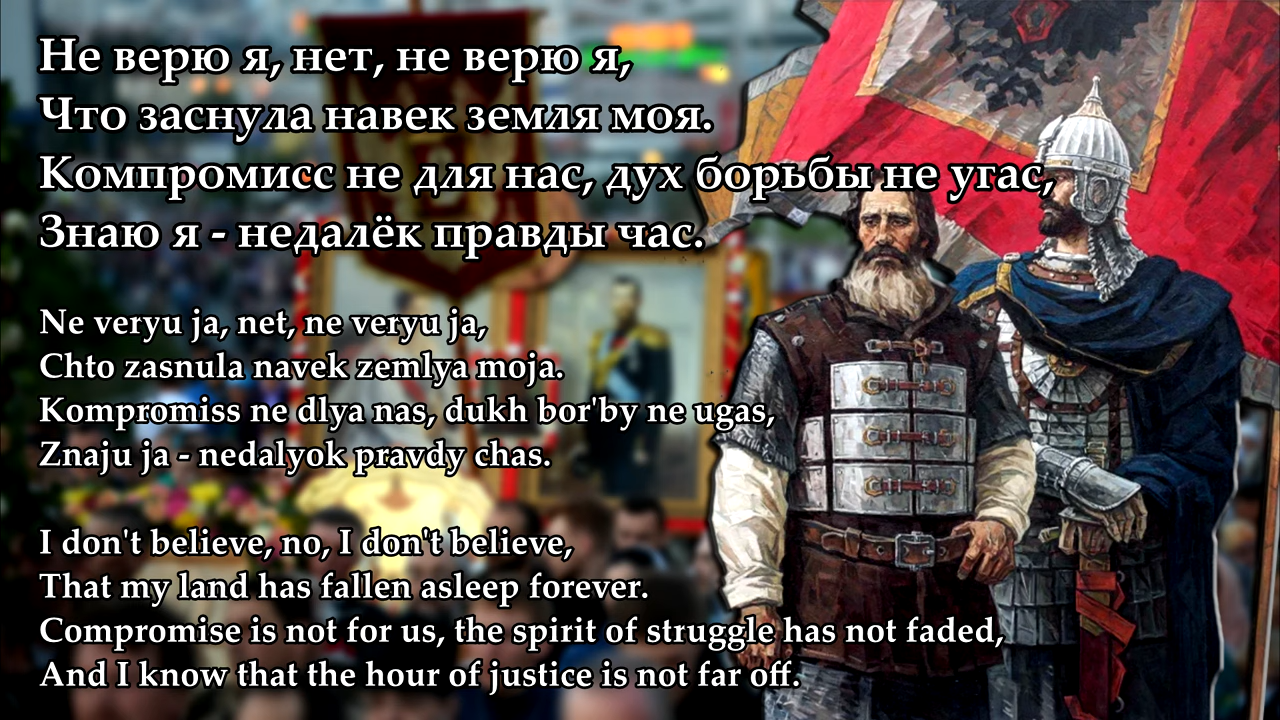 Не верю я, нет, не верю я,
Что заснула навек земля моя.
Компромисс не для нас, дух борьбы не угас,
Знаю я - недалёк правды час.
Ne veryu ja, net, ne veryu ja,
Chto zasnula navek zemlya moja.
Kompromiss ne dlya nas, dukh bor'by ne ugas,
Znaju ja - nedalyok pravdy chas.
I don't believe, no, I don't believe,
That my land has fallen asleep forever.
Compromise is not for us, the spirit of struggle has not faded,
And I know that the hour of justice is not far off.